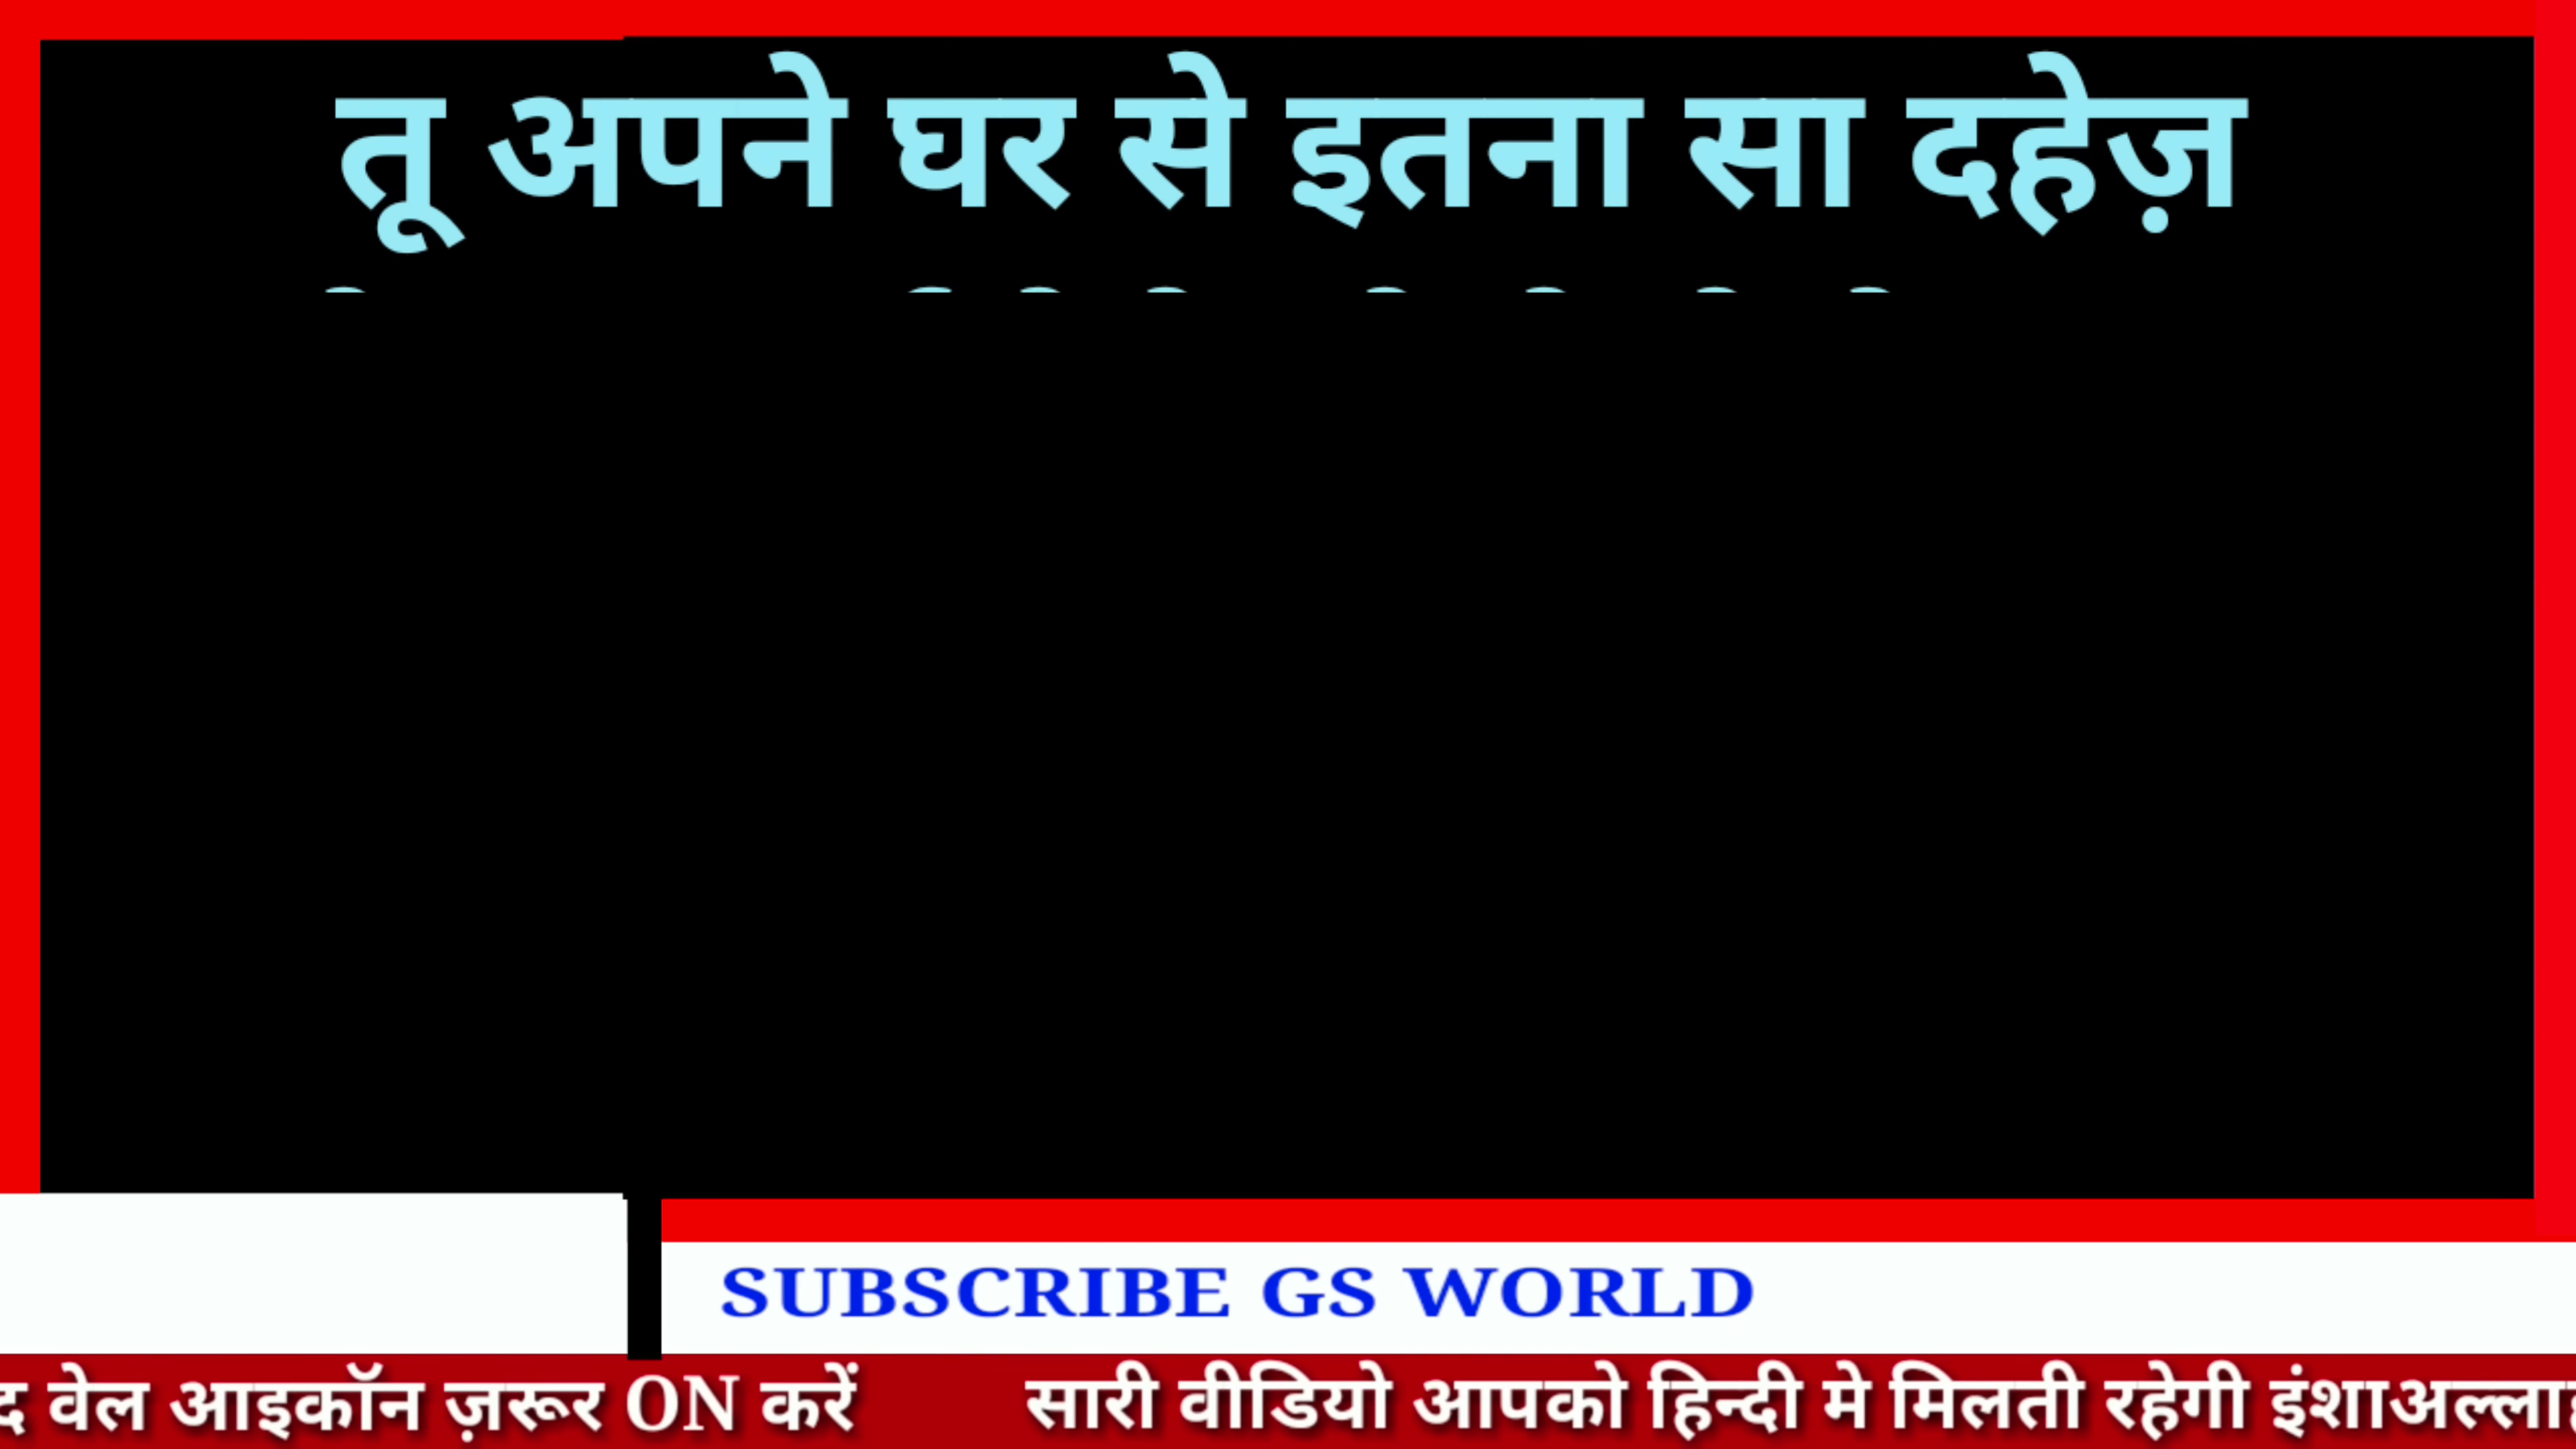 तू अपने घर से इतना सा दहेज़
SUBSCRIBE GS WORLD
वेल आइकॉन ज़रूर ON करें सारी वीडियो आपको हिन्दी मे मिलती रहेगी